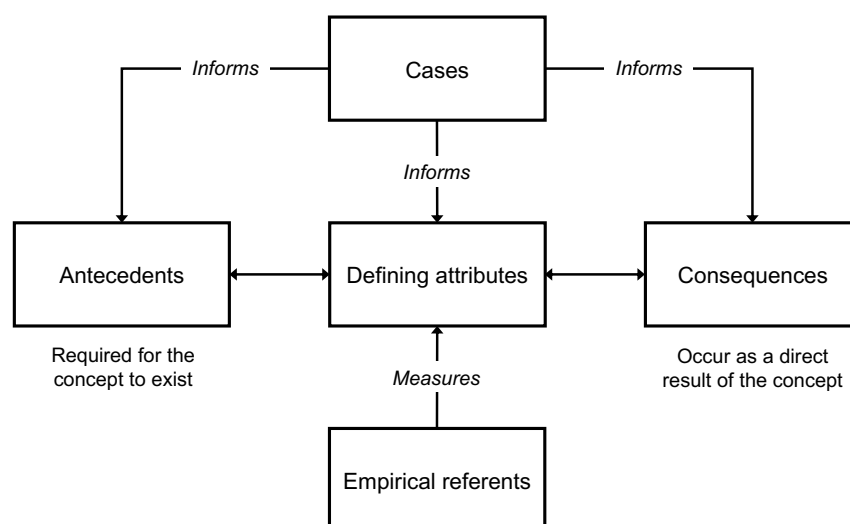 Informs
Cases
Informs
Informs
Antecedents
Defining attributes
Consequences
Required for the
concept to exist
Measures
Occur as a direct
result of the concept
Empirical referents